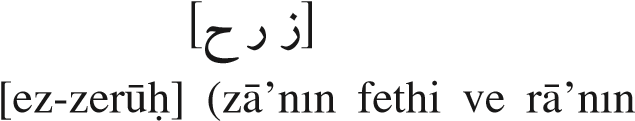 [ز ر ح]
[ez-zerūḥ] (zā’nın fethi ve rā’nın